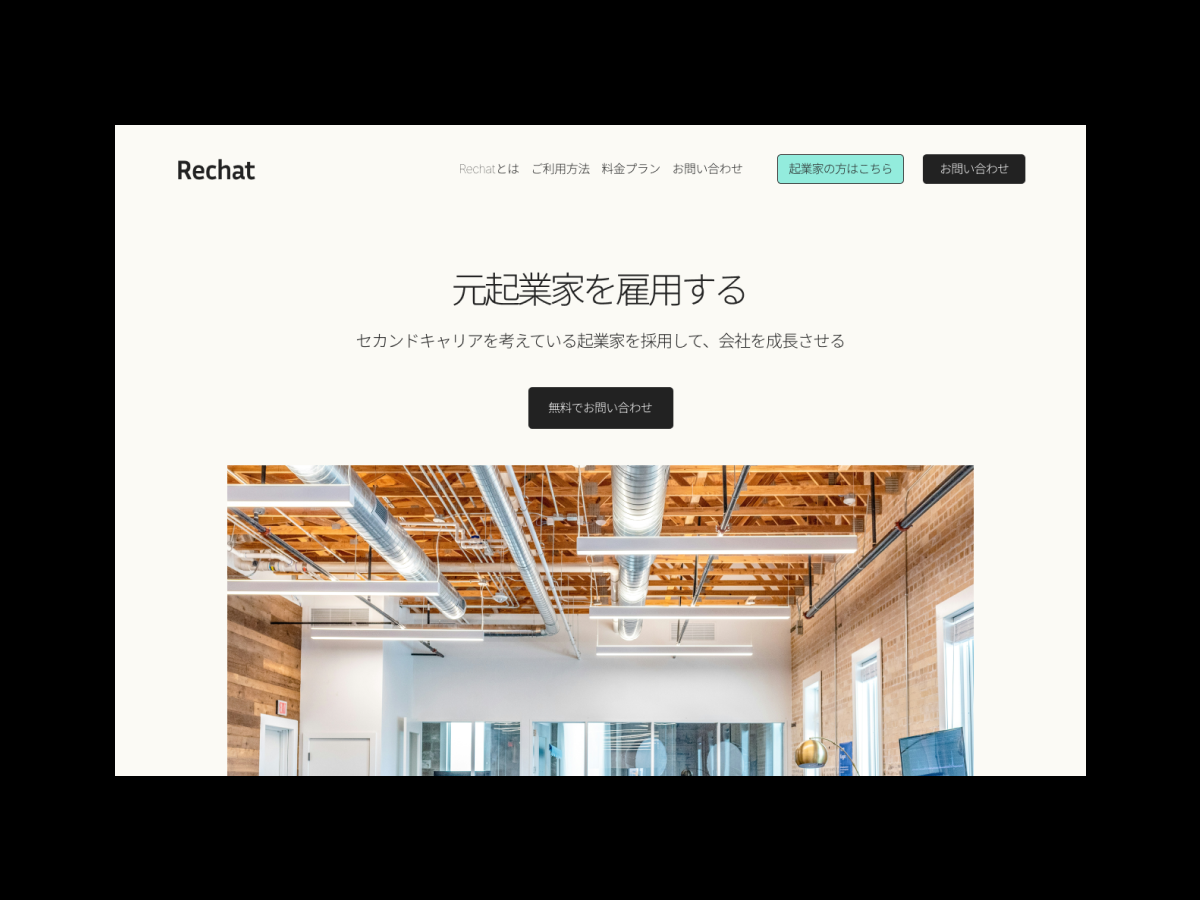 Rechat
Rechatとは ご利用方法 料金プラン お問い合わせ 起業家の方はこちら お問い合わせ
元起業家を雇用する
セカンドキャリアを考えている起業家を採用して、会社を成長させる
無料でお問い合わせ